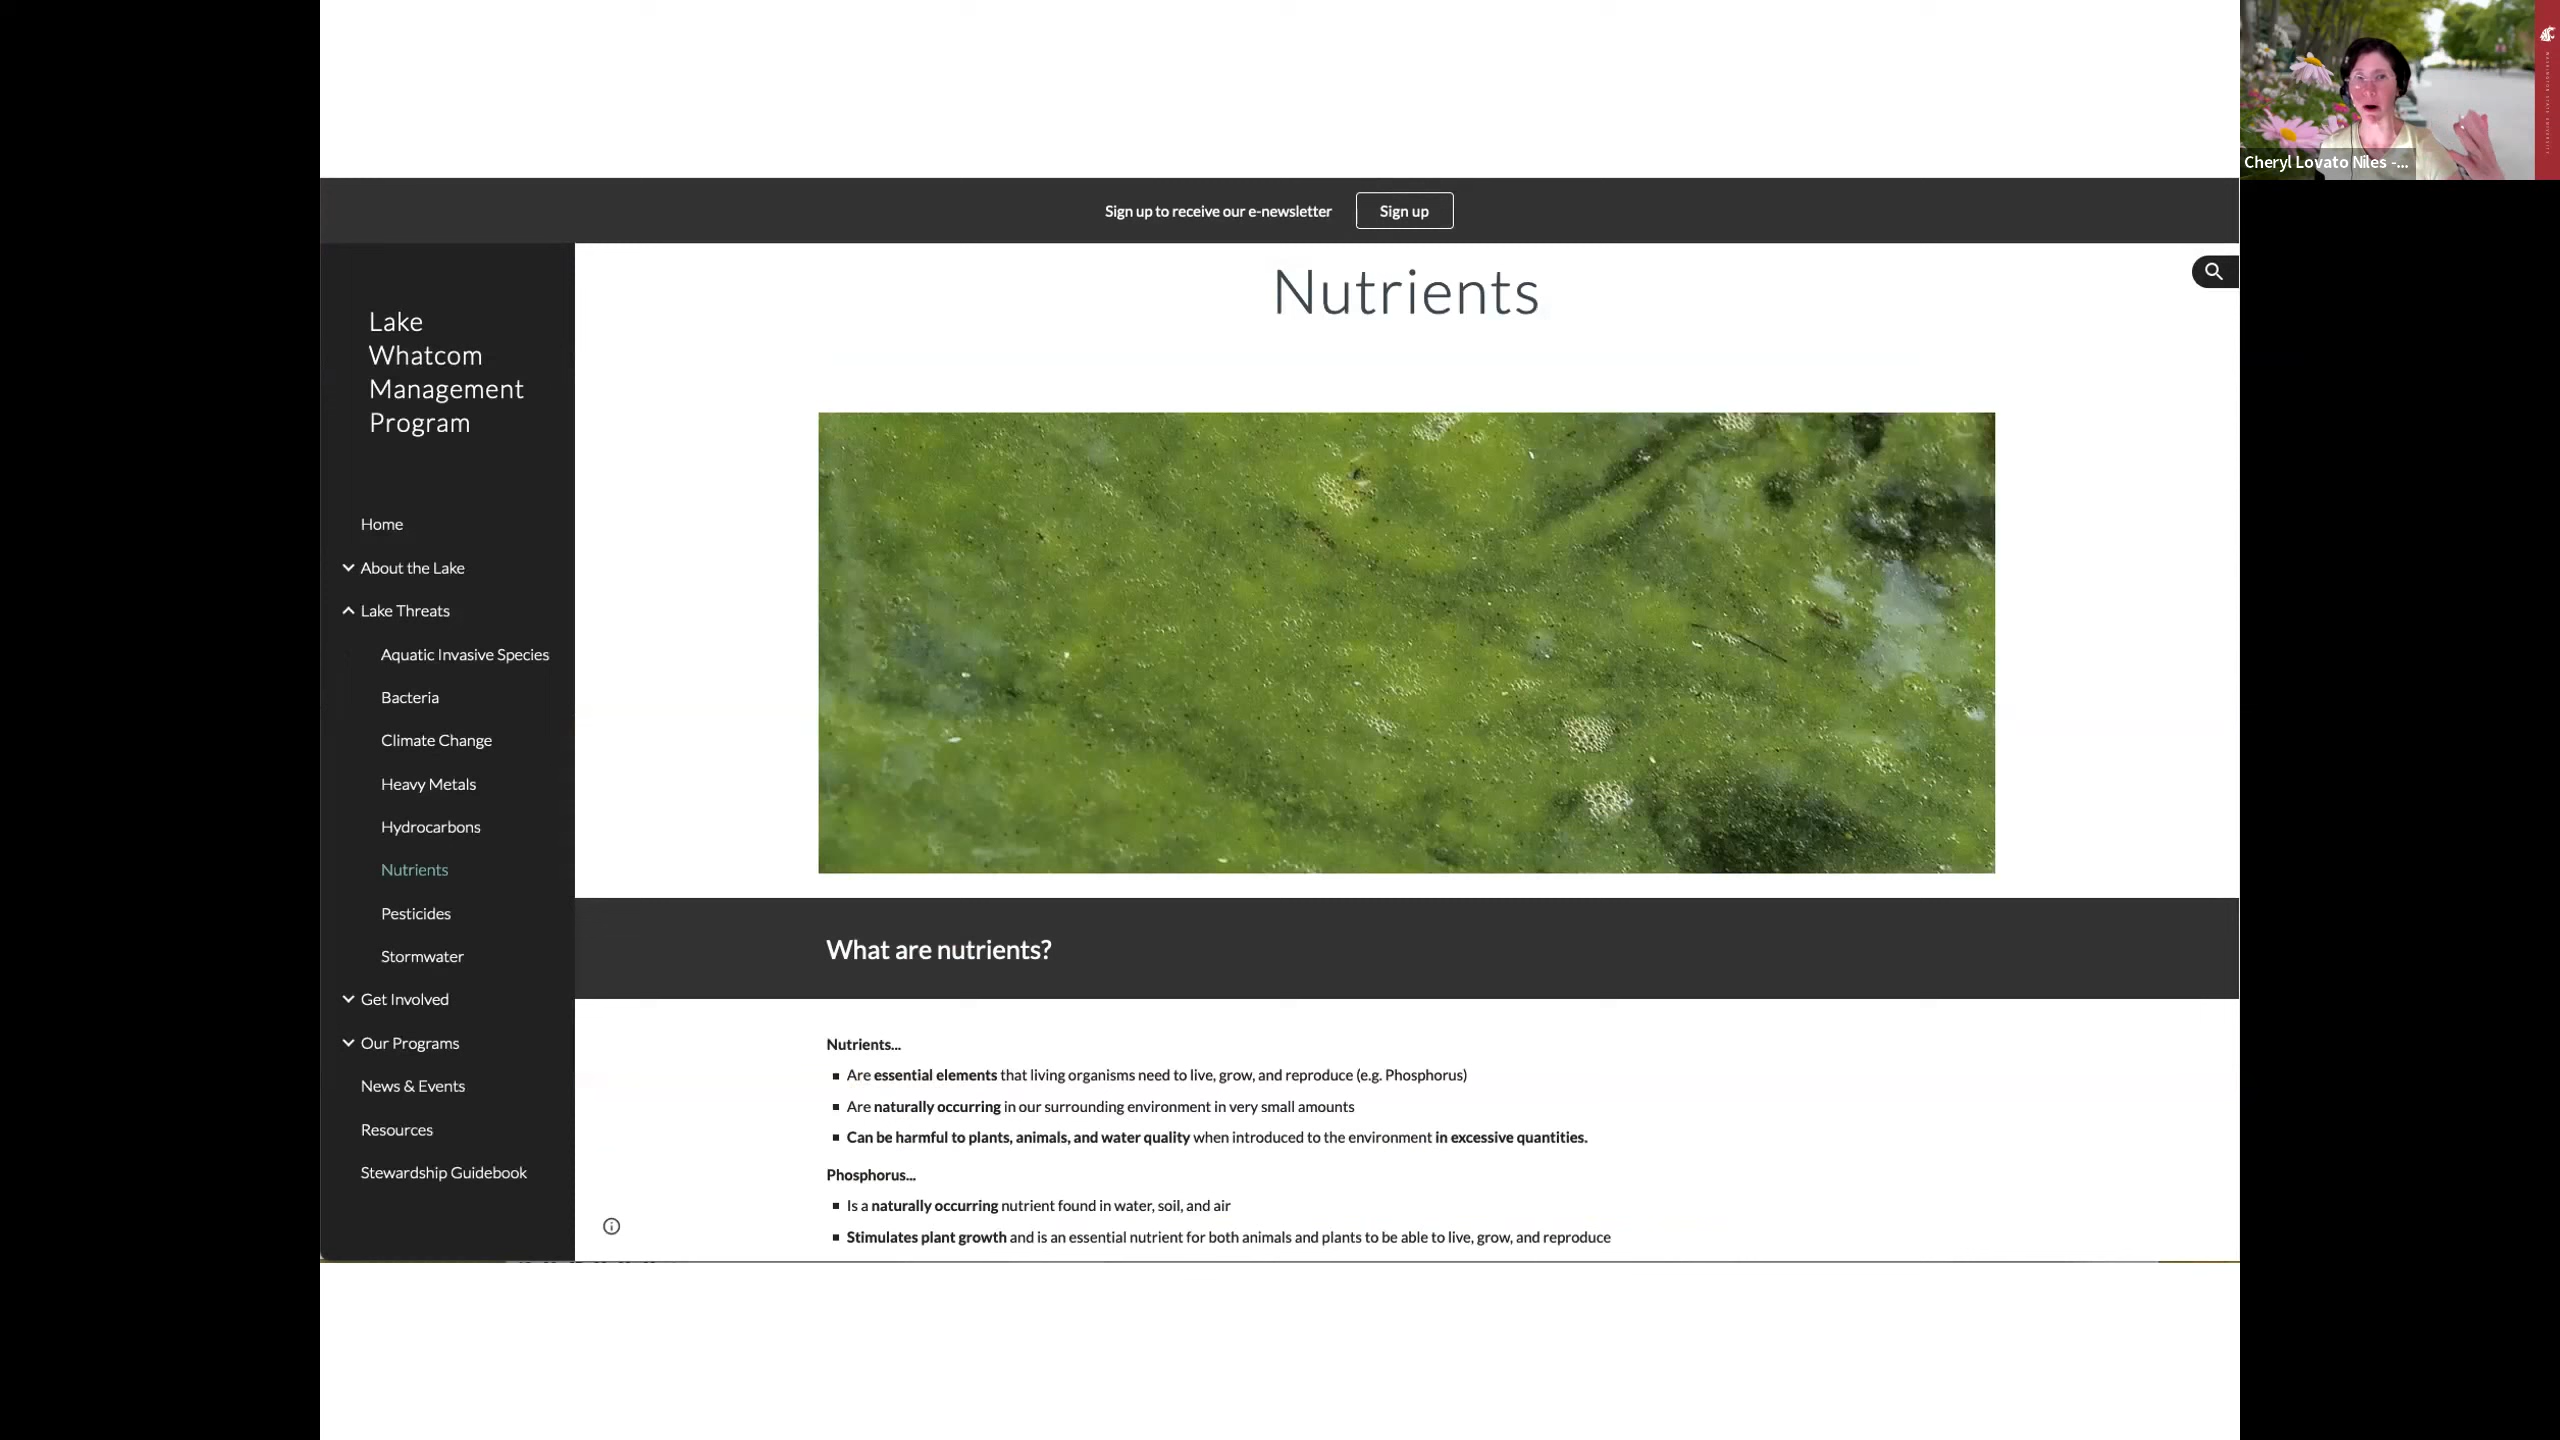 Cheryl Lovato Niles -...
Sign up to receive our e-newsletter
Sign up
Lake
Whatcom
Management
Program
Home
About the Lake
Lake Threats
Aquatic Invasive Species
Bacteria
Climate Change
Heavy Metals
Hydrocarbons
Nutrients
Pesticides
Stormwater
Get Involved
Our Programs
News & Events
Resources
Stewardship Guidebook
Nutrients
What are nutrients?
Nutrients...
▪ Are essential elements that living organisms need to live, grow, and reproduce (e.g. Phosphorus)
▪ Are naturally occurring in our surrounding environment in very small amounts
▪ Can be harmful to plants, animals, and water quality when introduced to the environment in excessive quantities.
Phosphorus...
▪ Is a naturally occurring nutrient found in water, soil, and air
▪ Stimulates plant growth and is an essential nutrient for both animals and plants to be able to live, grow, and reproduce